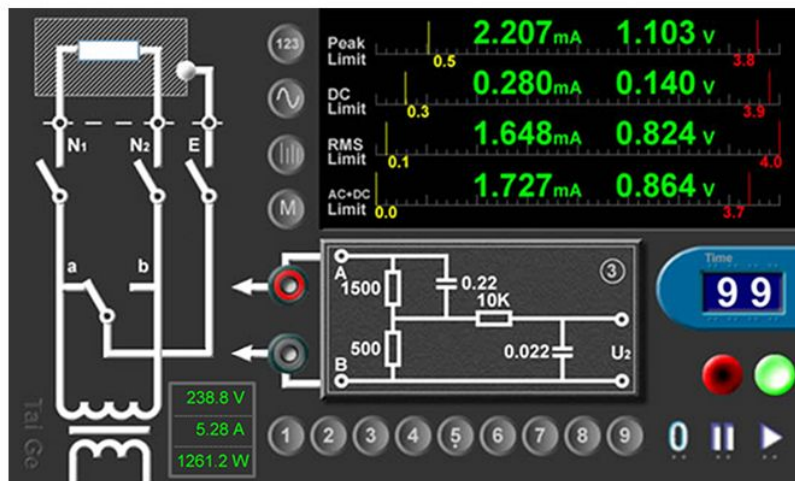 123
M
Peak Limit 0.5 2.207mA 1.103 V 3.8
DC Limit 0.3 0.280mA 0.140 V 3.9
RMS Limit 0.1 1.648mA 0.824 V 4.0
AC+DC Limit 0.0 1.727mA 0.864 V 3.7
N1 N2 E
a b
A
1500
0.22
10K
3
500
0.022
U2
B
Time
99
238.8 V
5.28 A
1261.2 W
Tai Ge
1 2 3 4 5 6 7 8 9
0